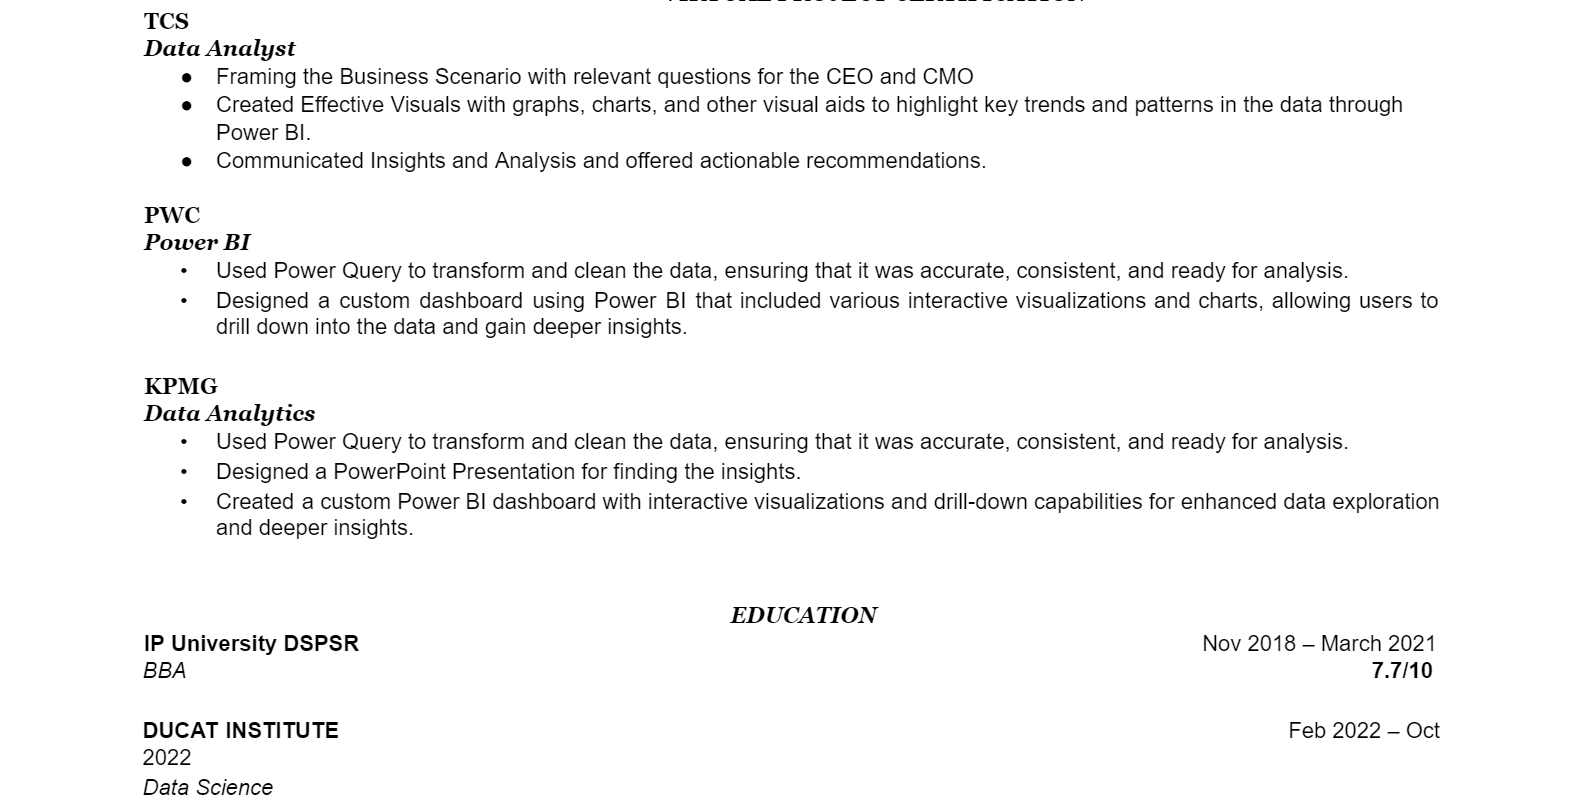 TCS
Data Analyst
● Framing the Business Scenario with relevant questions for the CEO and CMO
● Created Effective Visuals with graphs, charts, and other visual aids to highlight key trends and patterns in the data through
Power BI.
● Communicated Insights and Analysis and offered actionable recommendations.
PWC
Power BI
• Used Power Query to transform and clean the data, ensuring that it was accurate, consistent, and ready for analysis.
• Designed a custom dashboard using Power BI that included various interactive visualizations and charts, allowing users to
drill down into the data and gain deeper insights.
KPMG
Data Analytics
• Used Power Query to transform and clean the data, ensuring that it was accurate, consistent, and ready for analysis.
• Designed a PowerPoint Presentation for finding the insights.
• Created a custom Power BI dashboard with interactive visualizations and drill-down capabilities for enhanced data exploration
and deeper insights.
EDUCATION
IP University DSPSR Nov 2018 – March 2021
BBA 7.7/10
DUCAT INSTITUTE Feb 2022 – Oct
2022
Data Science